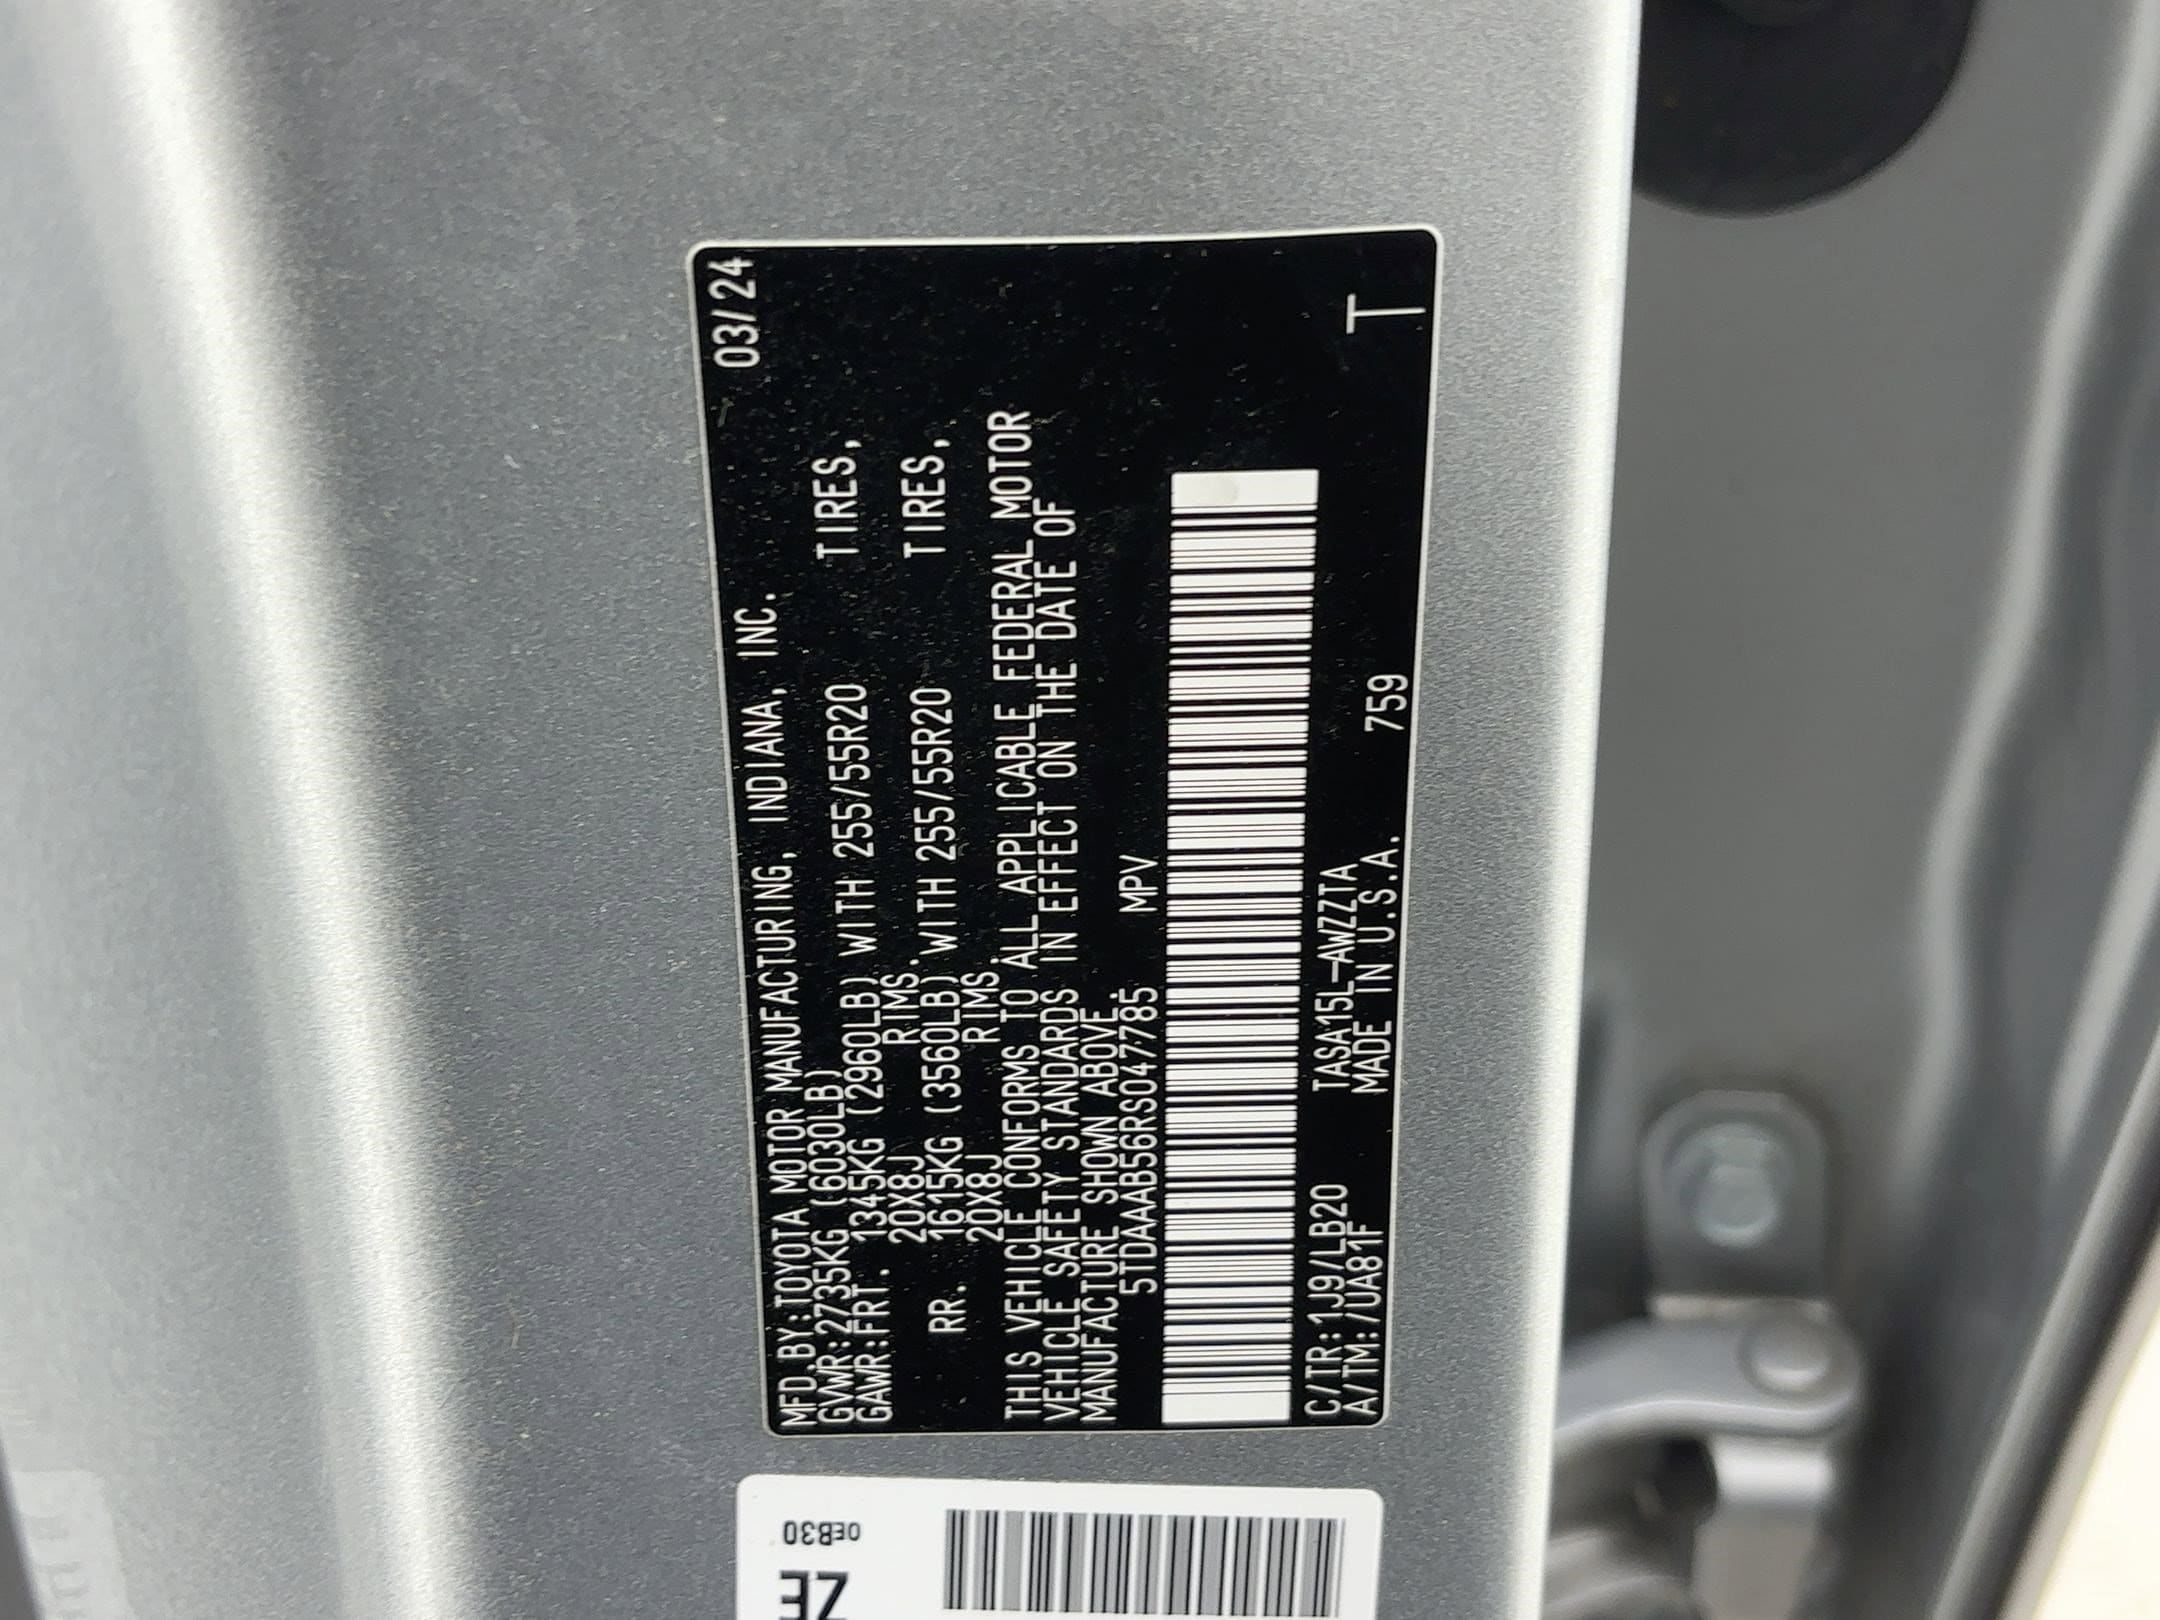 MFD.BY:TOYOTA MOTOR MANUFACTURING, INDIANA, INC. 03/24
GVWR:2735KG (6030LB)
GAWR:FRT. 1345KG (2960LB) WITH 255/55R20 TIRES,
20X8J RIMS.
RR. 1615KG (3560LB) WITH 255/55R20 TIRES,
20X8J RIMS.
THIS VEHICLE CONFORMS TO ALL APPLICABLE FEDERAL MOTOR
VEHICLE SAFETY STANDARDS IN EFFECT ON THE DATE OF
MANUFACTURE SHOWN ABOVE.
5TDAAAB56RS047785 MPV
C/TR:1J9/LB20 TASA15L-AWZZTA
A/TM:/UA81F MADE IN U.S.A. 759 T
0EB30
ZE